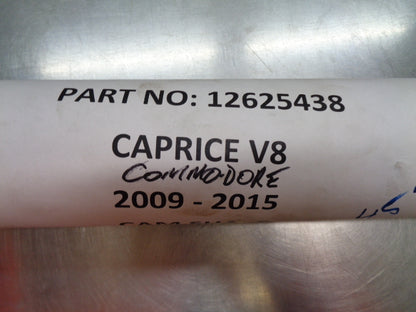 PART NO: 12625438
CAPRICE V8
COMMODORE
2009 - 2015